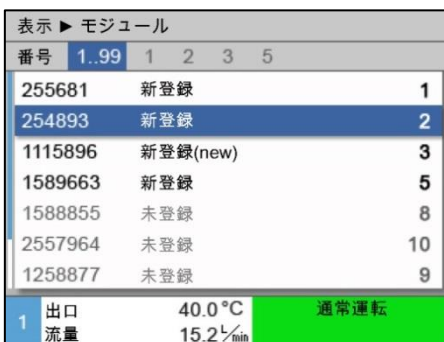 表示 ▶ モジュール
番号 1..99 1 2 3 5
255681 新登録 1
254893 新登録 2
1115896 新登録(new) 3
1589663 新登録 5
1588855 未登録 8
2557964 未登録 10
1258877 未登録 9
1 出口 40.0 °C 通常運転
流量 15.2 L/min